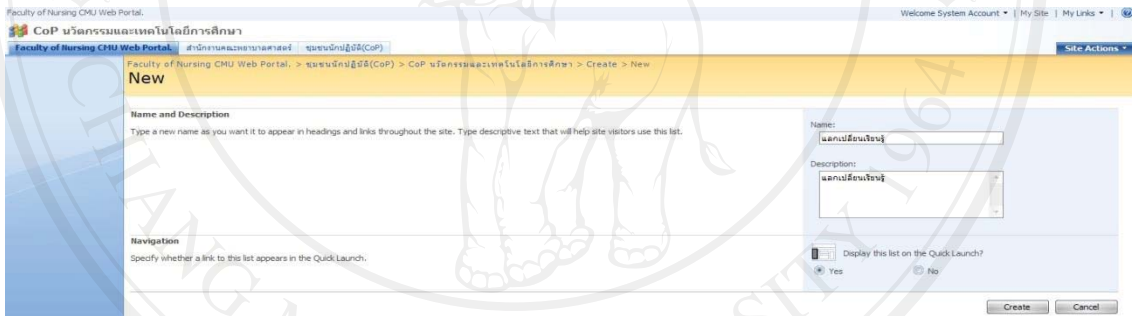 Faculty of Nursing CMU Web Portal.
Welcome System Account | My Site | My Links |
CoP นวัตกรรมและเทคโนโลยีการศึกษา
Faculty of Nursing CMU Web Portal. สำนักงานคณะพยาบาลศาสตร์ ชุมชนนักปฏิบัติ(CoP)
Site Actions
Faculty of Nursing CMU Web Portal. > ชุมชนนักปฏิบัติ(CoP) > CoP นวัตกรรมและเทคโนโลยีการศึกษา > Create > New
New
Name and Description
Type a new name as you want it to appear in headings and links throughout the site. Type descriptive text that will help site visitors use this list.
Name:
แลกเปลี่ยนเรียนรู้
Description:
แลกเปลี่ยนเรียนรู้
Navigation
Specify whether a link to this list appears in the Quick Launch.
Display this list on the Quick Launch?
Yes No
Create Cancel
CHIANG
SITY 1964